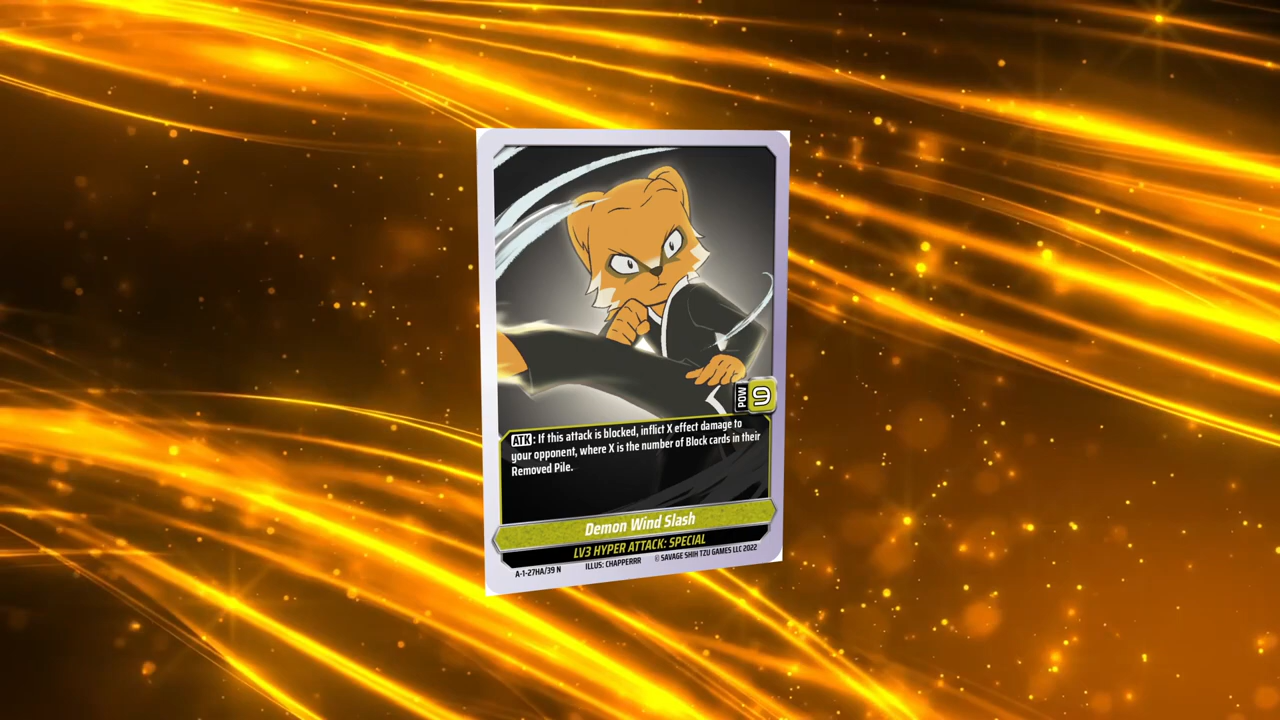 POW
9
ATK: If this attack is blocked, inflict X effect damage to
your opponent, where X is the number of Block cards in their
Removed Pile.
Demon Wind Slash
LV3 HYPER ATTACK: SPECIAL
A-1-27HA/39 N ILLUS: CHAPPERRR © SAVAGE SHIH TZU GAMES LLC 2022